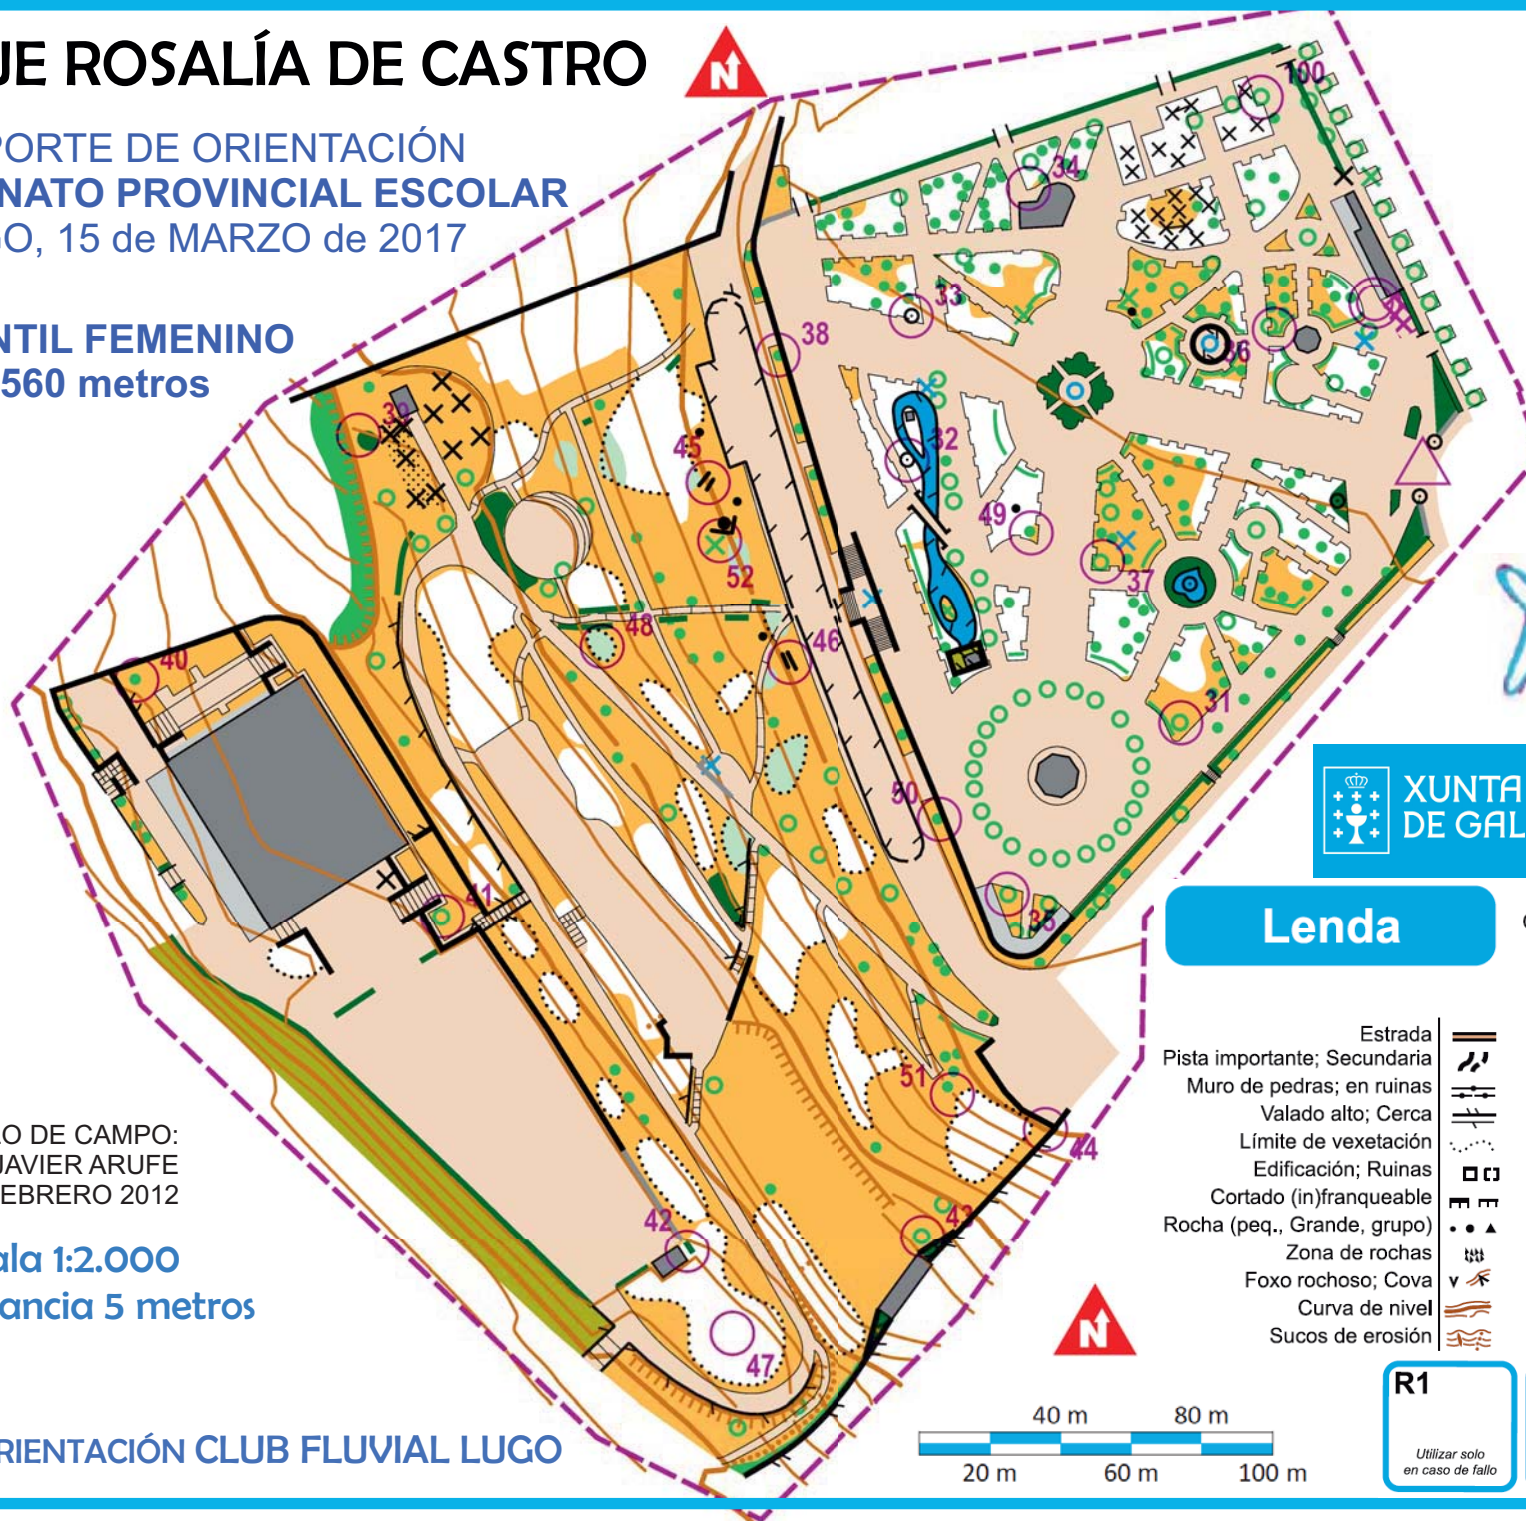 JE ROSALÍA DE CASTRO
PORTE DE ORIENTACIÓN
NATO PROVINCIAL ESCOLAR
GO, 15 de MARZO de 2017
NTIL FEMENINO
560 metros
N
100
34
33
38
36
39
32
45
49
52
37
48
46
40
31
50
41
35
51
44
43
42
47
XUNTA
DE GAL
Lenda
Estrada
Pista importante; Secundaria
Muro de pedras; en ruinas
Valado alto; Cerca
Límite de vexetación
Edificación; Ruinas
Cortado (in)franqueable
Rocha (peq., Grande, grupo)
Zona de rochas
Foxo rochoso; Cova
Curva de nivel
Sucos de erosión
O DE CAMPO:
JAVIER ARUFE
EBRERO 2012
ala 1:2.000
tancia 5 metros
RIENTACIÓN CLUB FLUVIAL LUGO
N
40 m 80 m
20 m 60 m 100 m
R1
Utilizar solo
en caso de fallo